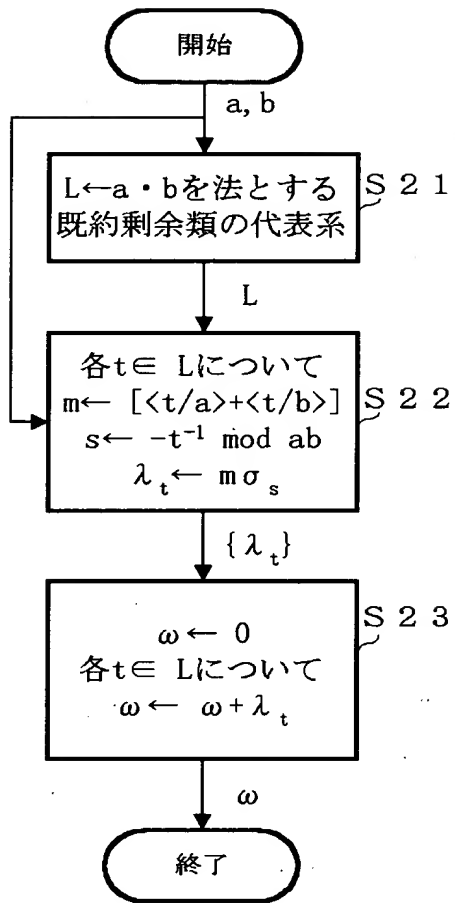 開始
a, b
L←a・bを法とする
既約剰余類の代表系
S21
L
各t∈ Lについて
m← [<t/a>+<t/b>]
s← -t⁻¹ mod ab
λₜ← mσₛ
S22
{λₜ}
ω← 0
各t∈ Lについて
ω← ω+λₜ
S23
ω
終了